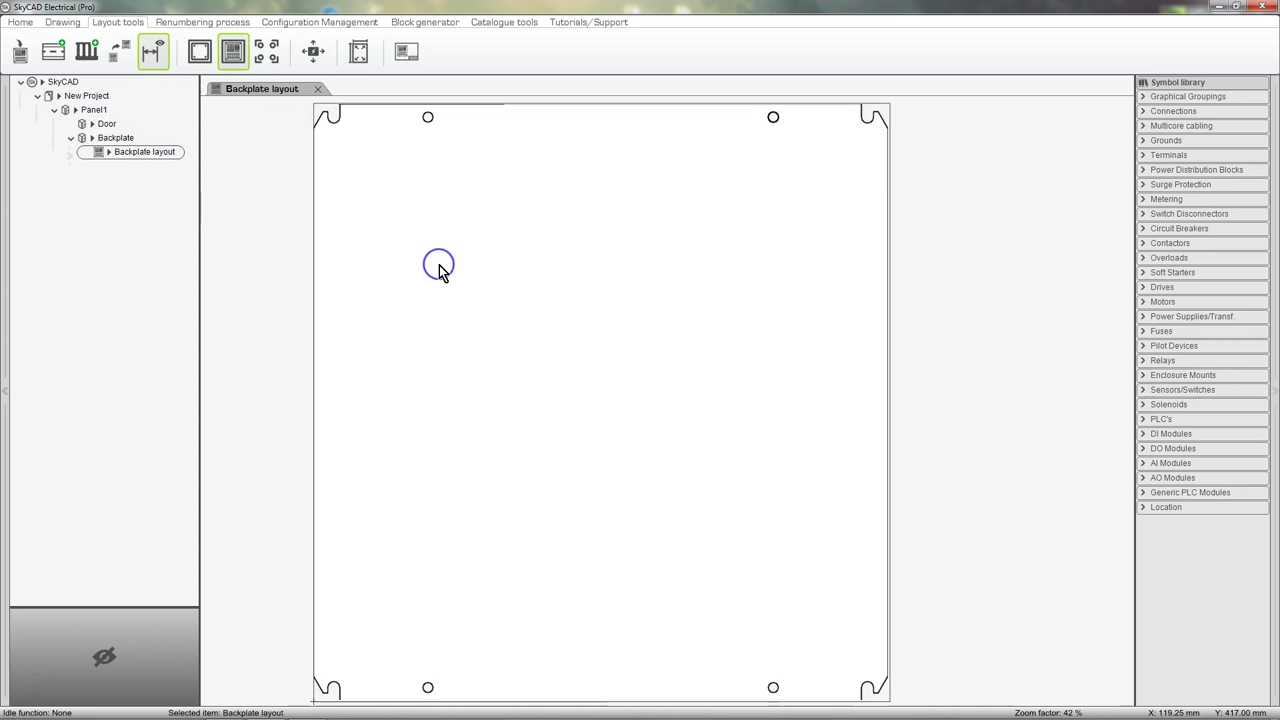 SkyCAD Electrical (Pro)
Home Drawing Layout tools Renumbering process Configuration Management Block generator Catalogue tools Tutorials/Support
SkyCAD
New Project
Panel1
Door
Backplate
Backplate layout
Backplate layout
Symbol library
Graphical Groupings
Connections
Multicore cabling
Grounds
Terminals
Power Distribution Blocks
Surge Protection
Metering
Switch Disconnectors
Circuit Breakers
Contactors
Overloads
Soft Starters
Drives
Motors
Power Supplies/Transf.
Fuses
Pilot Devices
Relays
Enclosure Mounts
Sensors/Switches
Solenoids
PLC's
DI Modules
DO Modules
AI Modules
AO Modules
Generic PLC Modules
Location
Idle function: None Selected item: Backplate layout Zoom factor: 42 % X: 119.25 mm Y: 417.00 mm